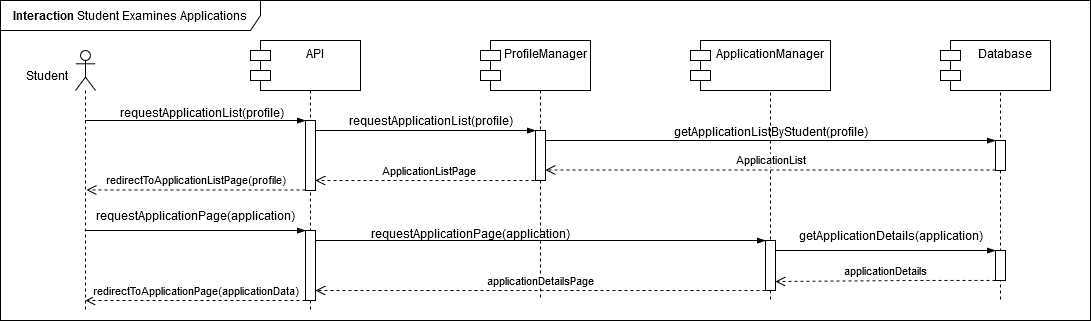 Interaction Student Examines Applications
Student
API
ProfileManager
ApplicationManager
Database
requestApplicationList(profile)
requestApplicationList(profile)
getApplicationListByStudent(profile)
ApplicationList
ApplicationListPage
redirectToApplicationListPage(profile)
requestApplicationPage(application)
requestApplicationPage(application)
getApplicationDetails(application)
applicationDetails
applicationDetailsPage
redirectToApplicationPage(applicationData)